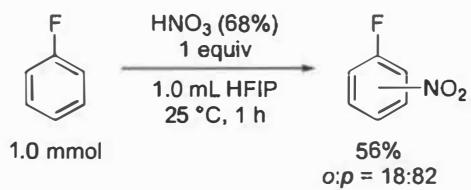 F
HNO3 (68%)
1 equiv
1.0 mL HFIP
25 °C, 1 h
1.0 mmol
F
NO2
56%
o:p = 18:82